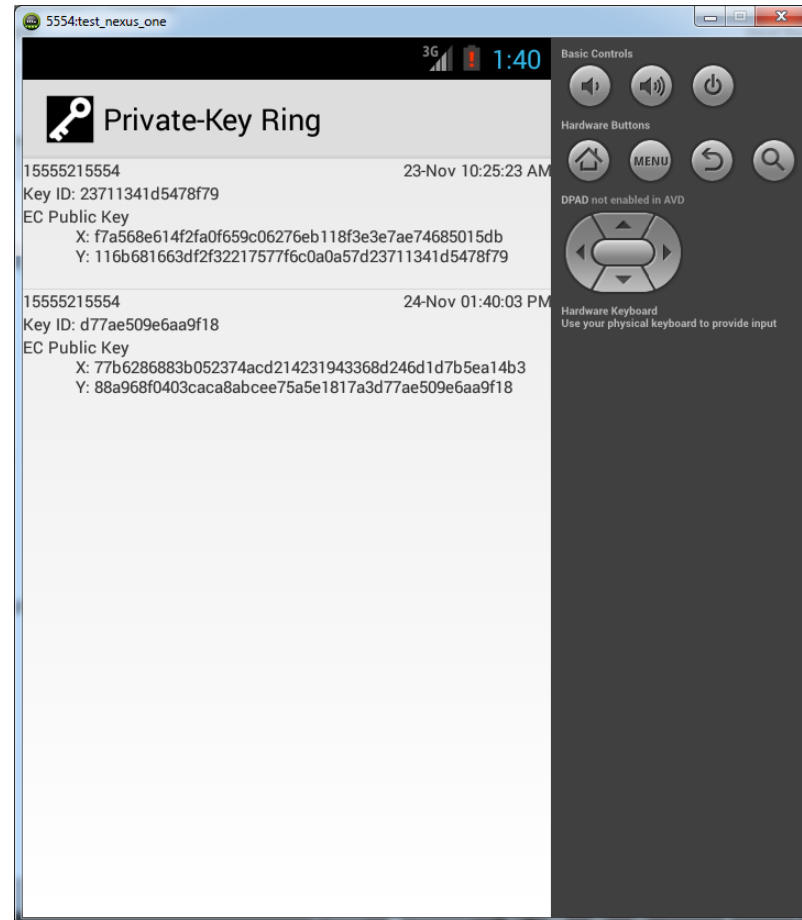 5554:test_nexus_one
3G 1:40
Private-Key Ring
15555215554 23-Nov 10:25:23 AM
Key ID: 23711341d5478f79
EC Public Key
X: f7a568e614f2fa0f659c06276eb118f3e3e7ae74685015db
Y: 116b681663df2f32217577f6c0a0a57d23711341d5478f79
15555215554 24-Nov 01:40:03 PM
Key ID: d77ae509e6aa9f18
EC Public Key
X: 77b6286883b052374acd214231943368d246d1d7b5ea14b3
Y: 88a968f0403caca8abcee75a5e1817a3d77ae509e6aa9f18
Basic Controls
Hardware Buttons
MENU
DPAD not enabled in AVD
Hardware Keyboard
Use your physical keyboard to provide input